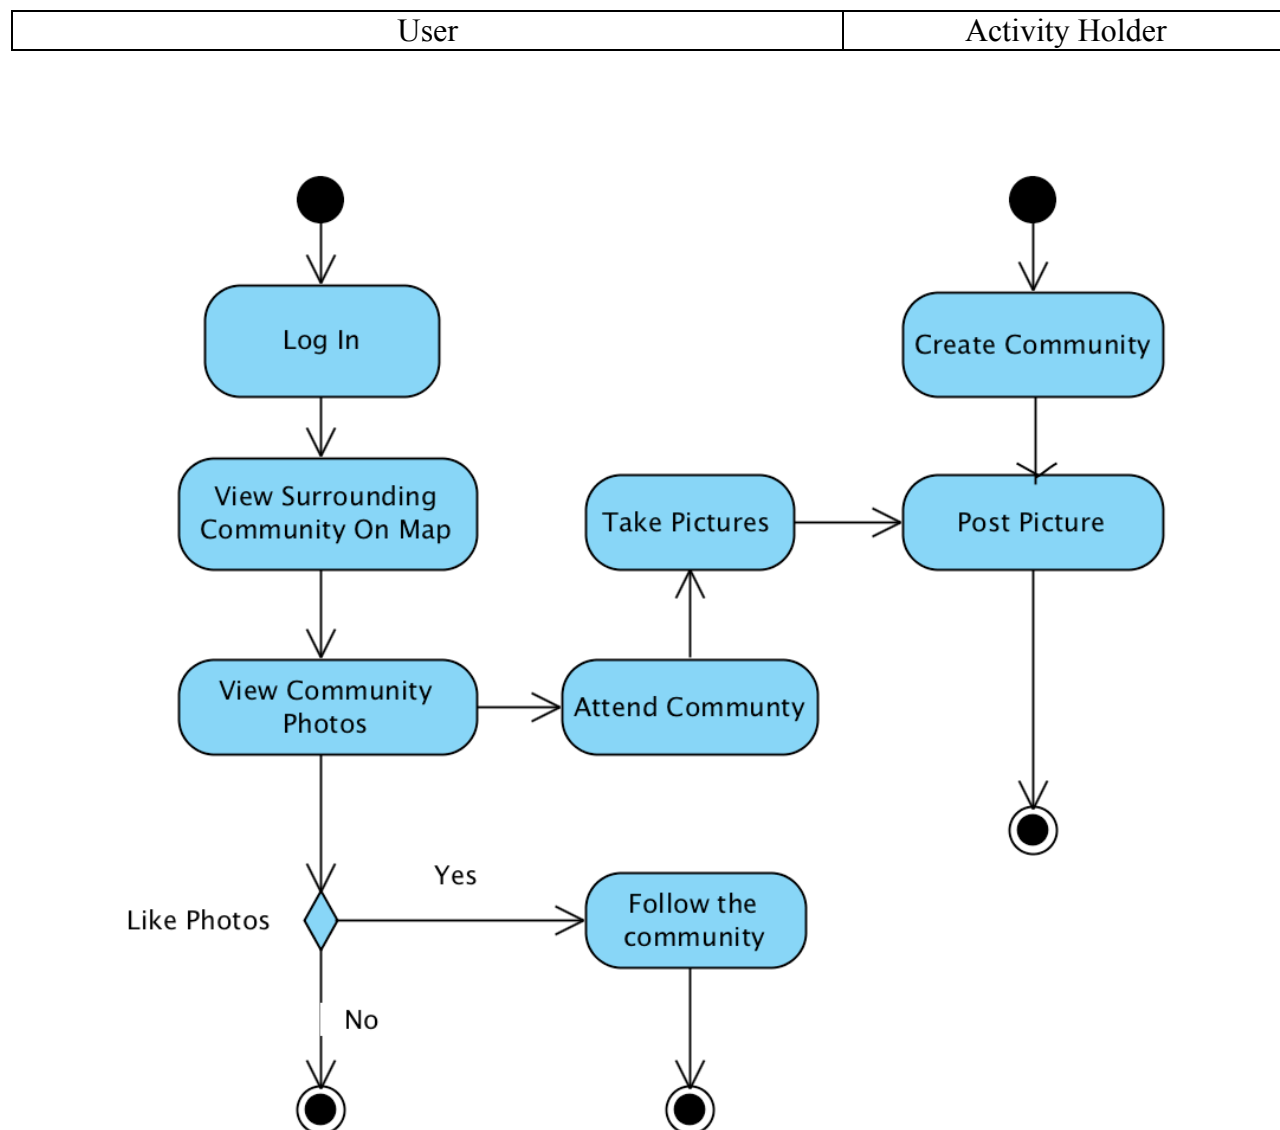 User
Activity Holder
Log In
Create Community
View Surrounding
Community On Map
Take Pictures
Post Picture
View Community
Photos
Attend Communty
Like Photos
Yes
Follow the
community
No